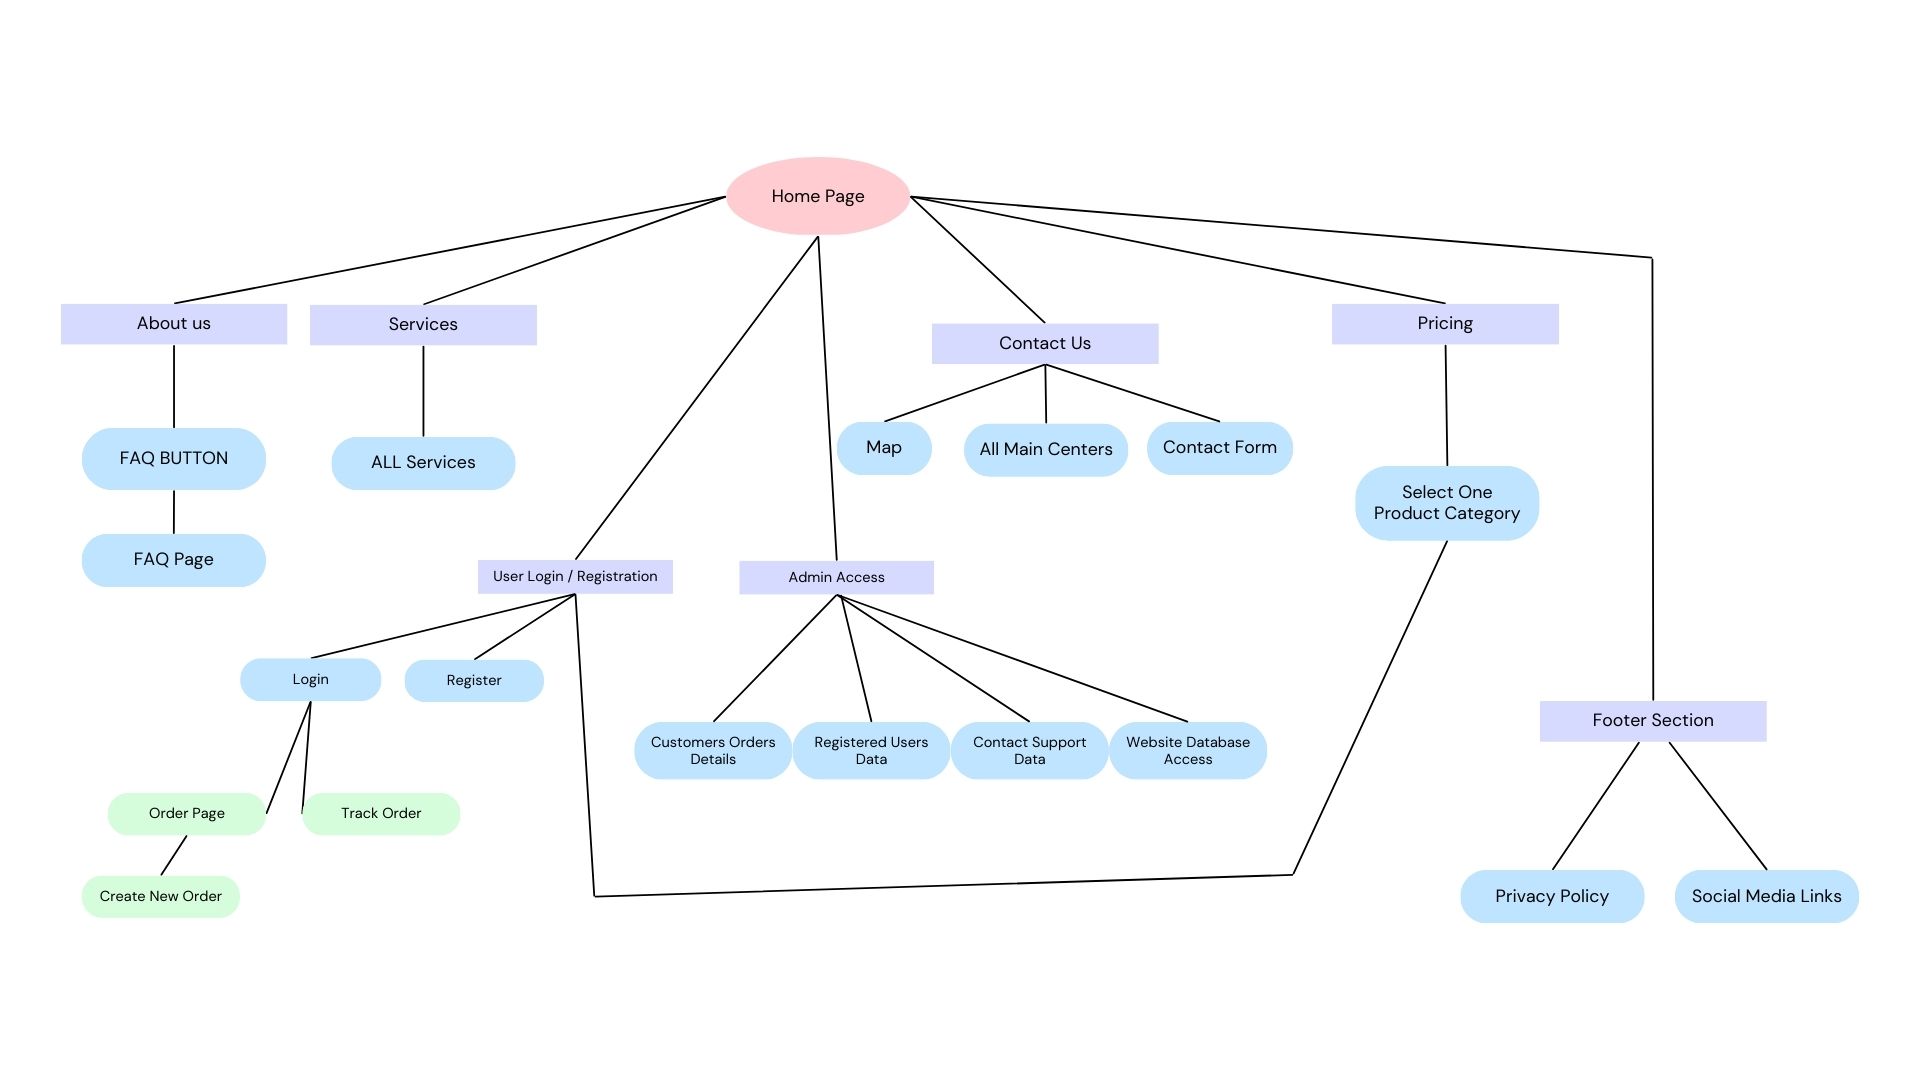 Home Page
About us
Services
Contact Us
Pricing
FAQ BUTTON
ALL Services
Map
All Main Centers
Contact Form
Select One
Product Category
FAQ Page
User Login / Registration
Admin Access
Login
Register
Footer Section
Customers Orders
Details
Registered Users
Data
Contact Support
Data
Website Database
Access
Order Page
Track Order
Create New Order
Privacy Policy
Social Media Links